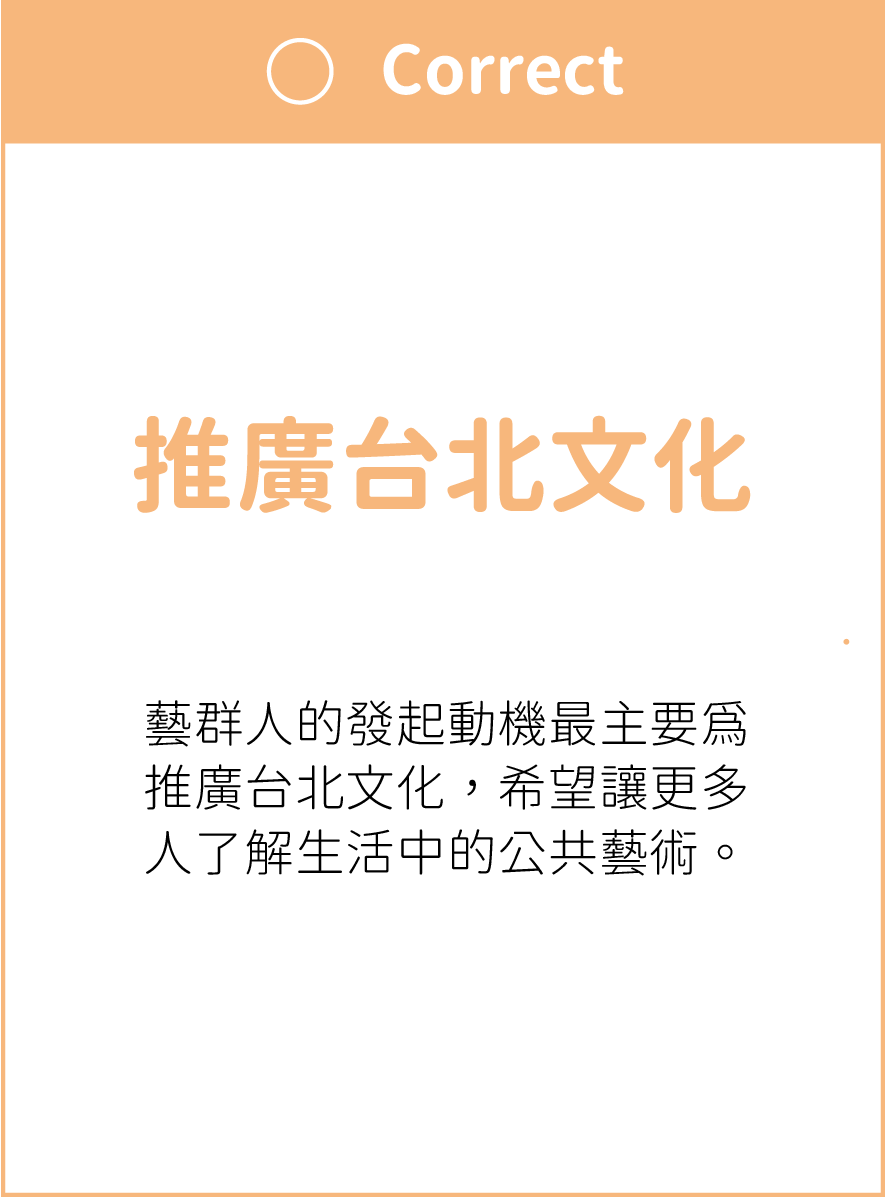 Correct
推廣台北文化
藝群人的發起動機最主要為
推廣台北文化，希望讓更多
人了解生活中的公共藝術。